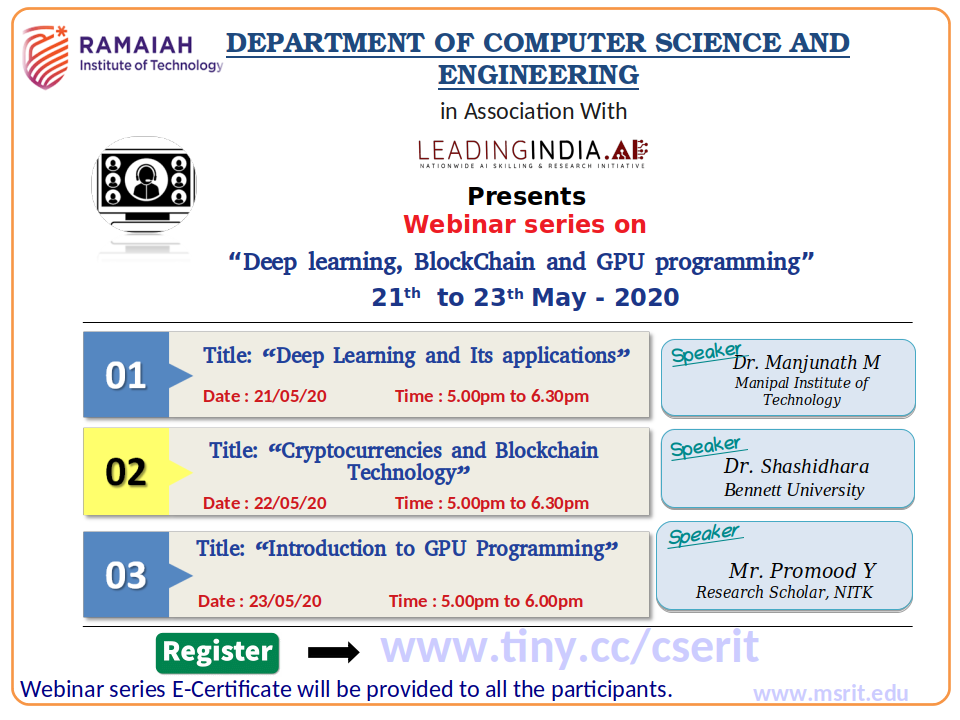 RAMAIAH
Institute of Technology
DEPARTMENT OF COMPUTER SCIENCE AND
ENGINEERING
in Association With
LEADINGINDIA.AI
NATIONWIDE AI SKILLING & RESEARCH INITIATIVE
Presents
Webinar series on
“Deep learning, BlockChain and GPU programming”
21th to 23th May - 2020
01
Title: “Deep Learning and Its applications”
Date : 21/05/20 Time : 5.00pm to 6.30pm
Speaker
Dr. Manjunath M
Manipal Institute of
Technology
02
Title: “Cryptocurrencies and Blockchain
Technology”
Date : 22/05/20 Time : 5.00pm to 6.30pm
Speaker
Dr. Shashidhara
Bennett University
03
Title: “Introduction to GPU Programming”
Date : 23/05/20 Time : 5.00pm to 6.00pm
Speaker
Mr. Promood Y
Research Scholar, NITK
Register www.tiny.cc/cserit
Webinar series E-Certificate will be provided to all the participants.
www.msrit.edu